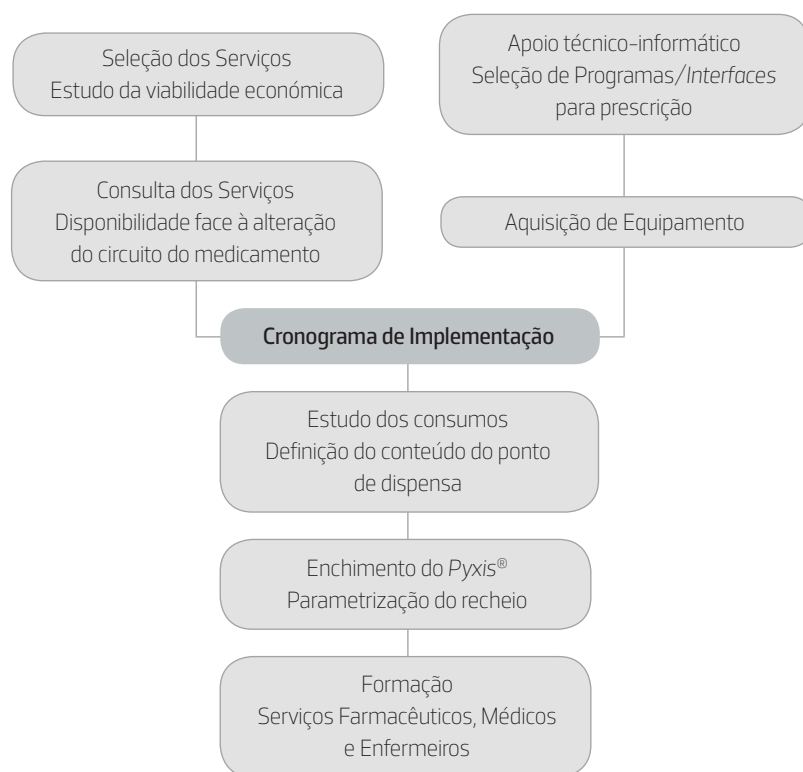 Seleção dos Serviços
Estudo da viabilidade económica
Consulta dos Serviços
Disponibilidade face à alteração
do circuito do medicamento
Apoio técnico-informático
Seleção de Programas/Interfaces
para prescrição
Aquisição de Equipamento
Cronograma de Implementação
Estudo dos consumos
Definição do conteúdo do ponto
de dispensa
Enchimento do Pyxis®
Parametrização do recheio
Formação
Serviços Farmacêuticos, Médicos
e Enfermeiros